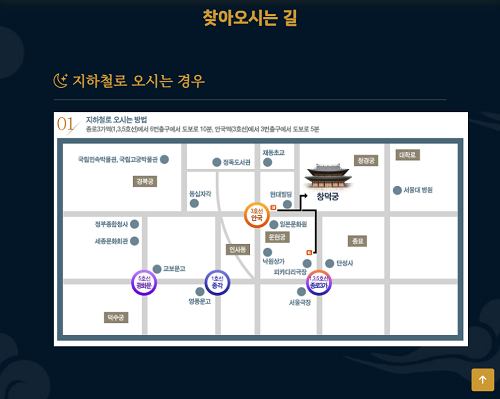 찾아오시는 길
지하철로 오시는 경우
01 지하철로 오시는 방법
종로3가역(1,3,5호선)에서 6번출구에서 도보로 10분, 안국역(3호선)에서 3번출구에서 도보로 5분
국립민속박물관, 국립고궁박물관
정독도서관
재동초교
창경궁
대학로
경복궁
동십자각
현대빌딩
창덕궁
서울대 병원
3호선
안국
정부종합청사
세종문화회관
일본문화원
운현궁
인사동
종묘
낙원상가
피카디리극장
단성사
교보문고
5호선
광화문
1호선
종각
1,3,5호선
종로3가
영풍문고
서울극장
덕수궁